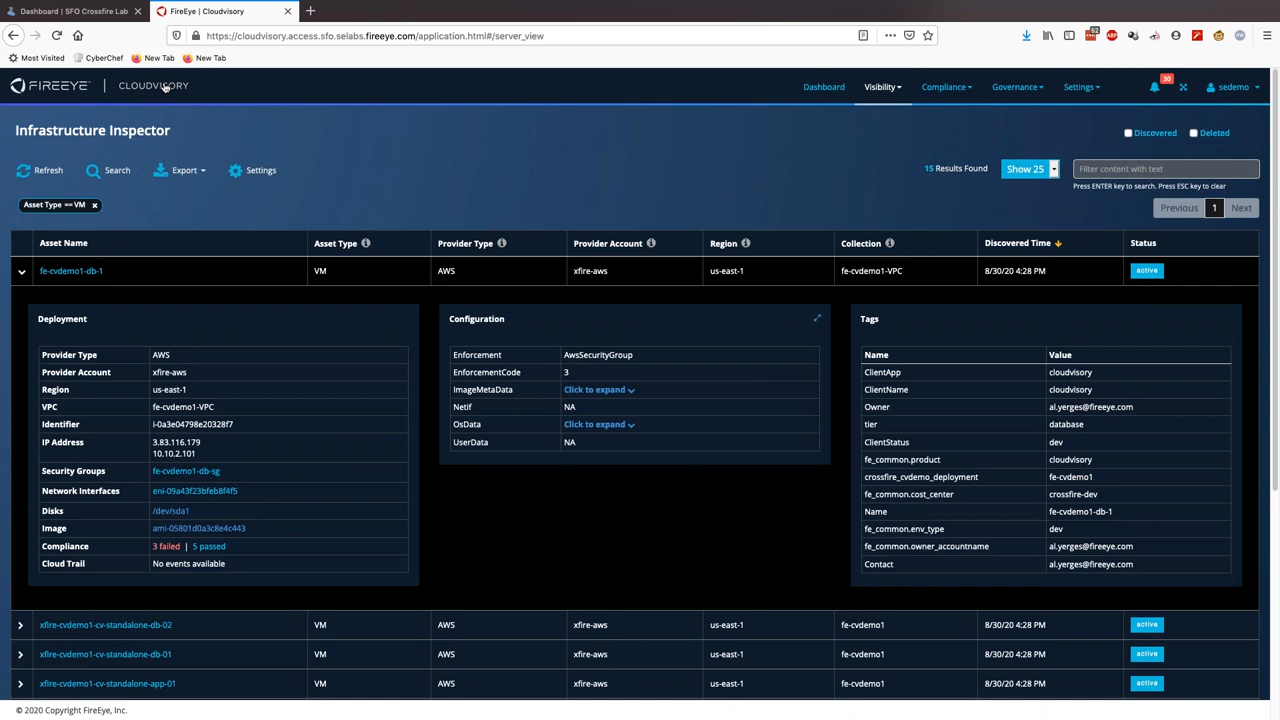 Dashboard | SFO Crossfire Lab
FireEye | Cloudvisory
https://cloudvisory.access.sfo.selabs.fireeye.com/application.html#/server_view
Most Visited CyberChef New Tab New Tab
FIREEYE™ | CLOUDVISORY
Dashboard Visibility Compliance Governance Settings 30 sedemo
Infrastructure Inspector
Discovered Deleted
Refresh Search Export Settings
15 Results Found Show 25 Filter content with text
Press ENTER key to search. Press ESC key to clear
Asset Type == VM x
Previous 1 Next
Asset Name Asset Type Provider Type Provider Account Region Collection Discovered Time Status
fe-cvdemo1-db-1 VM AWS xfire-aws us-east-1 fe-cvdemo1-VPC 8/30/20 4:28 PM active
Deployment
Provider Type AWS
Provider Account xfire-aws
Region us-east-1
VPC fe-cvdemo1-VPC
Identifier i-0a3e04798e20328f7
IP Address 3.83.116.179
10.10.2.101
Security Groups fe-cvdemo1-db-sg
Network Interfaces eni-09a43f23bfeb8f4f5
Disks /dev/sda1
Image ami-05801d0a3c8e4c443
Compliance 3 failed | 5 passed
Cloud Trail No events available
Configuration
Enforcement AwsSecurityGroup
EnforcementCode 3
ImageMetaData Click to expand
Netif NA
OsData Click to expand
UserData NA
Tags
Name Value
ClientApp cloudvisory
ClientName cloudvisory
Owner al.yerges@fireeye.com
tier database
ClientStatus dev
fe_common.product cloudvisory
crossfire_cvdemo_deployment fe-cvdemo1
fe_common.cost_center crossfire-dev
Name fe-cvdemo1-db-1
fe_common.env_type dev
fe_common.owner_accountname al.yerges@fireeye.com
Contact al.yerges@fireeye.com
xfire-cvdemo1-cv-standalone-db-02 VM AWS xfire-aws us-east-1 fe-cvdemo1 8/30/20 4:28 PM active
xfire-cvdemo1-cv-standalone-db-01 VM AWS xfire-aws us-east-1 fe-cvdemo1 8/30/20 4:28 PM active
xfire-cvdemo1-cv-standalone-app-01 VM AWS xfire-aws us-east-1 fe-cvdemo1 8/30/20 4:28 PM active
© 2020 Copyright FireEye, Inc.